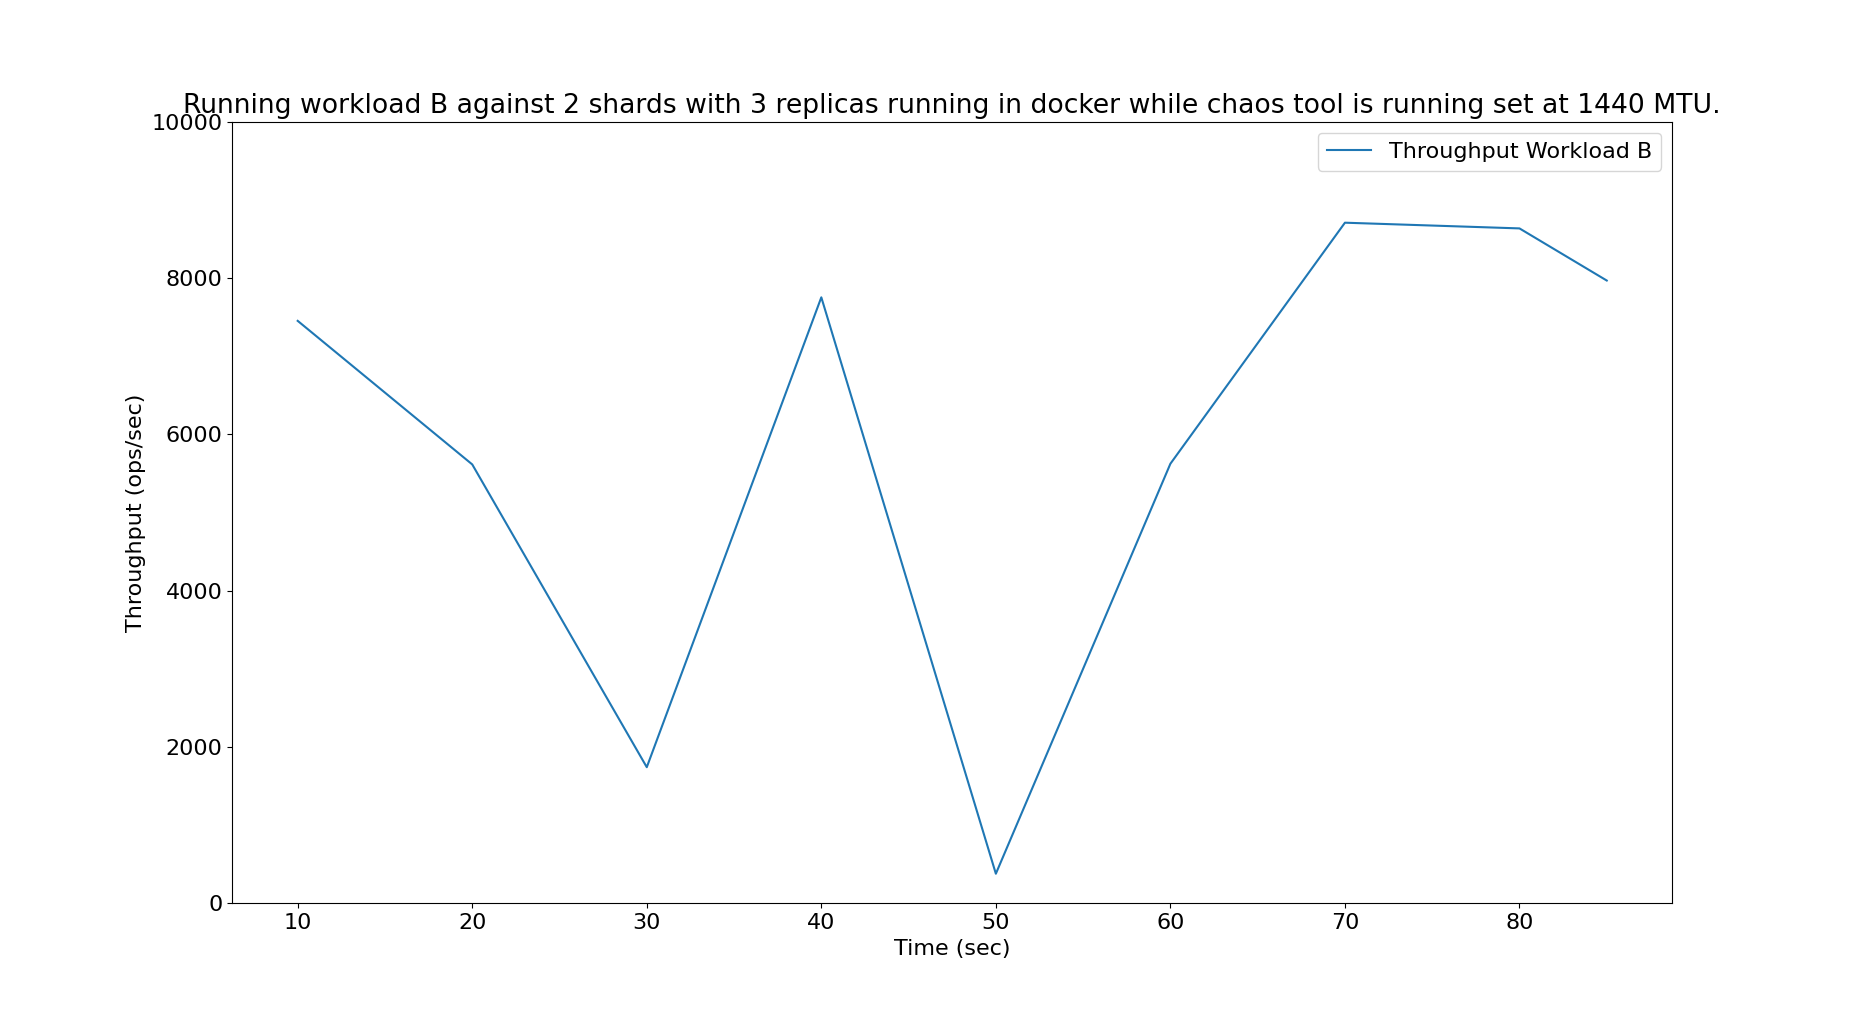 Running workload B against 2 shards with 3 replicas running in docker while chaos tool is running set at 1440 MTU.
10000
Throughput Workload B
8000
6000
Throughput (ops/sec)
4000
2000
0
10 20 30 40 50 60 70 80
Time (sec)